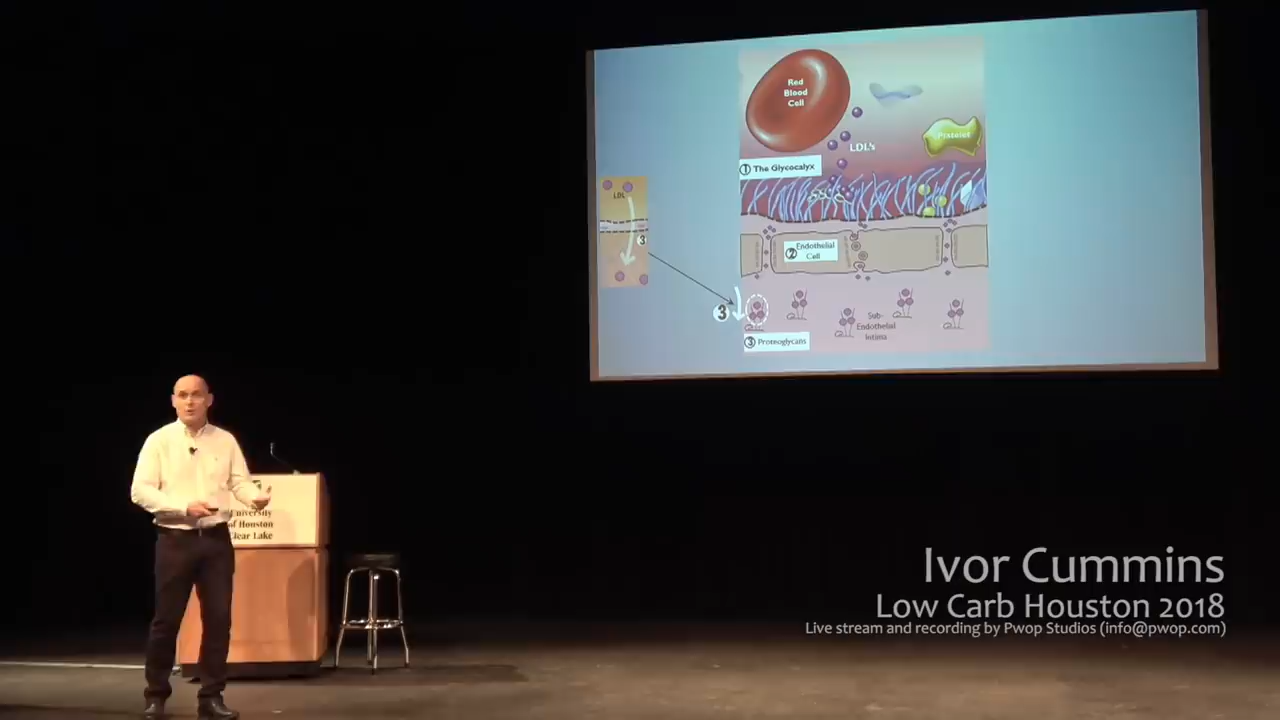 Red
Blood
Cell
LDL's
Platelet
① The Glycocalyx
LDL
3
② Endothelial
Cell
3
Sub-
Endothelial
Intima
③ Proteoglycans
University
of Houston
Clear Lake
Ivor Cummins
Low Carb Houston 2018
Live stream and recording by Pwop Studios (info@pwop.com)